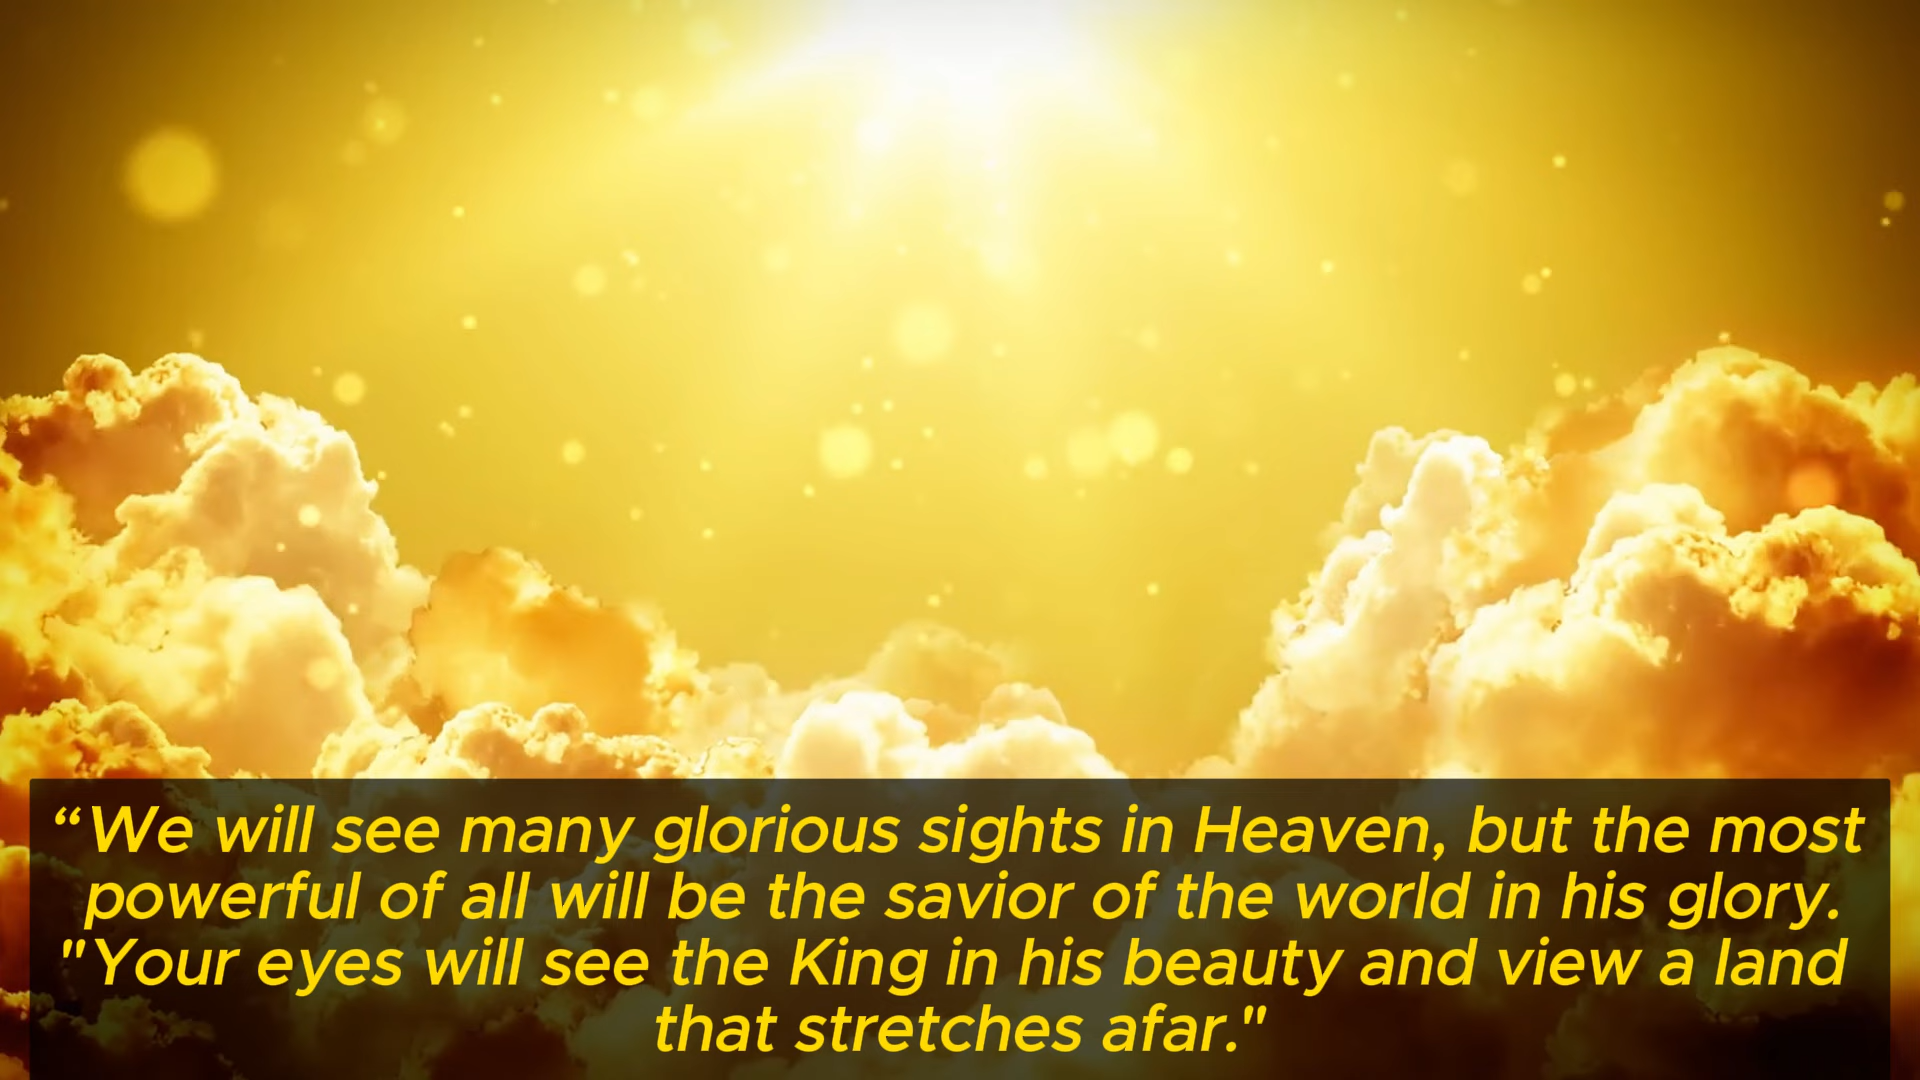 “We will see many glorious sights in Heaven, but the most
powerful of all will be the savior of the world in his glory.
"Your eyes will see the King in his beauty and view a land
that stretches afar."